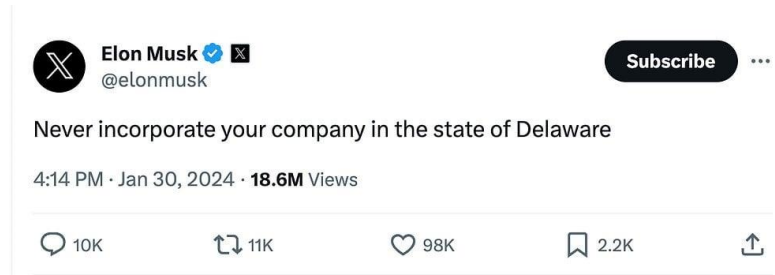 Elon Musk
Subscribe
@elonmusk
Never incorporate your company in the state of Delaware
4:14 PM · Jan 30, 2024 · 18.6M Views
10K 11K 98K 2.2K